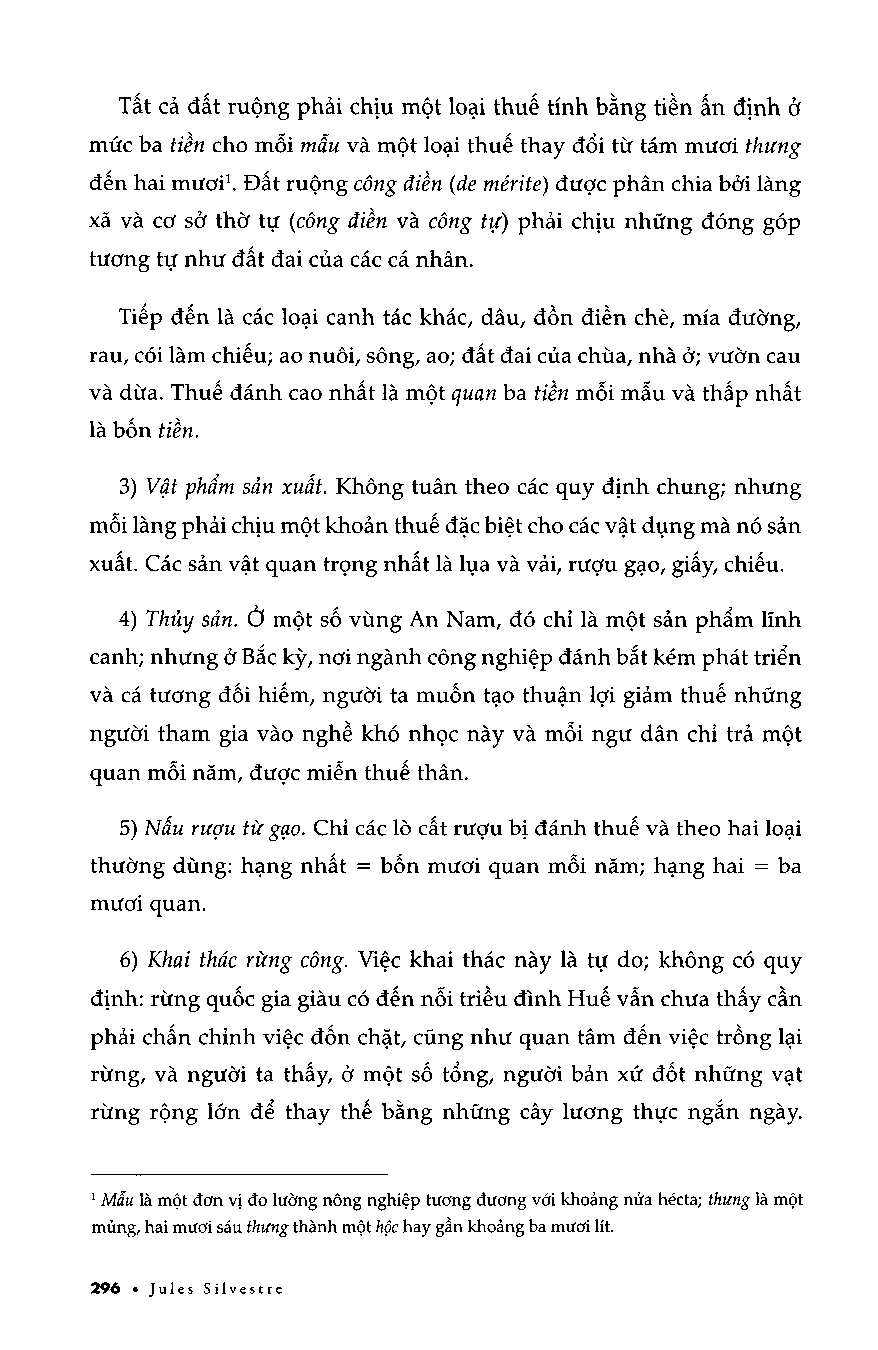 Tất cả đất ruộng phải chịu một loại thuế tính bằng tiền ấn định ở
mức ba tiền cho mỗi mẫu và một loại thuế thay đổi từ tám mươi thưng
đến hai mươi¹. Đất ruộng công điền (de mérite) được phân chia bởi làng
xã và cơ sở thờ tự (công điền và công tự) phải chịu những đóng góp
tương tự như đất đai của các cá nhân.
Tiếp đến là các loại canh tác khác, dâu, đồn điền chè, mía đường,
rau, cói làm chiếu; ao nuôi, sông, ao; đất đai của chùa, nhà ở; vườn cau
và dừa. Thuế đánh cao nhất là một quan ba tiền mỗi mẫu và thấp nhất
là bốn tiền.
3) Vật phẩm sản xuất. Không tuân theo các quy định chung; nhưng
mỗi làng phải chịu một khoản thuế đặc biệt cho các vật dụng mà nó sản
xuất. Các sản vật quan trọng nhất là lụa và vải, rượu gạo, giấy, chiếu.
4) Thủy sản. Ở một số vùng An Nam, đó chỉ là một sản phẩm lĩnh
canh; nhưng ở Bắc kỳ, nơi ngành công nghiệp đánh bắt kém phát triển
và cá tương đối hiếm, người ta muốn tạo thuận lợi giảm thuế những
người tham gia vào nghề khó nhọc này và mỗi ngư dân chỉ trả một
quan mỗi năm, được miễn thuế thân.
5) Nấu rượu từ gạo. Chỉ các lò cất rượu bị đánh thuế và theo hai loại
thường dùng: hạng nhất = bốn mươi quan mỗi năm; hạng hai = ba
mươi quan.
6) Khai thác rừng công. Việc khai thác này là tự do; không có quy
định: rừng quốc gia giàu có đến nỗi triều đình Huế vẫn chưa thấy cần
phải chấn chỉnh việc đốn chặt, cũng như quan tâm đến việc trồng lại
rừng, và người ta thấy, ở một số tổng, người bản xứ đốt những vạt
rừng rộng lớn để thay thế bằng những cây lương thực ngắn ngày.
¹ Mẫu là một đơn vị đo lường nông nghiệp tương đương với khoảng nửa hécta; thưng là một
mủng, hai mươi sáu thưng thành một hộc hay gần khoảng ba mươi lít.
296 • Jules Silvestre